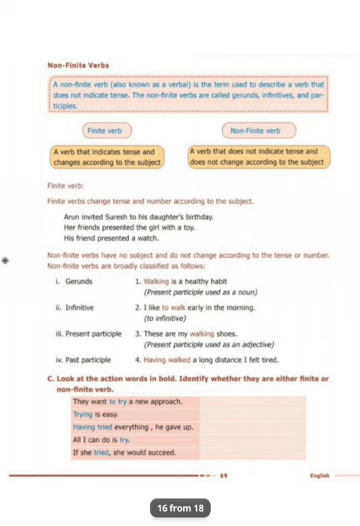 Non-Finite Verbs
A non-finite verb (also known as a verbal) is the term used to describe a verb that
does not indicate tense. The non-finite verbs are called gerunds, infinitives, and par-
ticiples.
Finite verb
Non-Finite verb
A verb that indicates tense and
changes according to the subject
A verb that does not indicate tense and
does not change according to the subject
Finite verb:
Finite verbs change tense and number according to the subject.
Arun invited Suresh to his daughter's birthday.
Her friends presented the girl with a toy.
His friend presented a watch.
Non-finite verbs have no subject and do not change according to the tense or number.
Non-finite verbs are broadly classified as follows:
i. Gerunds 1. Walking is a healthy habit
(Present participle used as a noun)
ii. Infinitive 2. I like to walk early in the morning.
(to infinitive)
iii. Present participle 3. These are my walking shoes.
(Present participle used as an adjective)
iv. Past participle 4. Having walked a long distance I felt tired.
C. Look at the action words in bold. Identify whether they are either finite or
non-finite verb.
They want to try a new approach.
Trying is easy.
Having tried everything , he gave up.
All I can do is try.
If she tried, she would succeed.
69 English
16 from 18